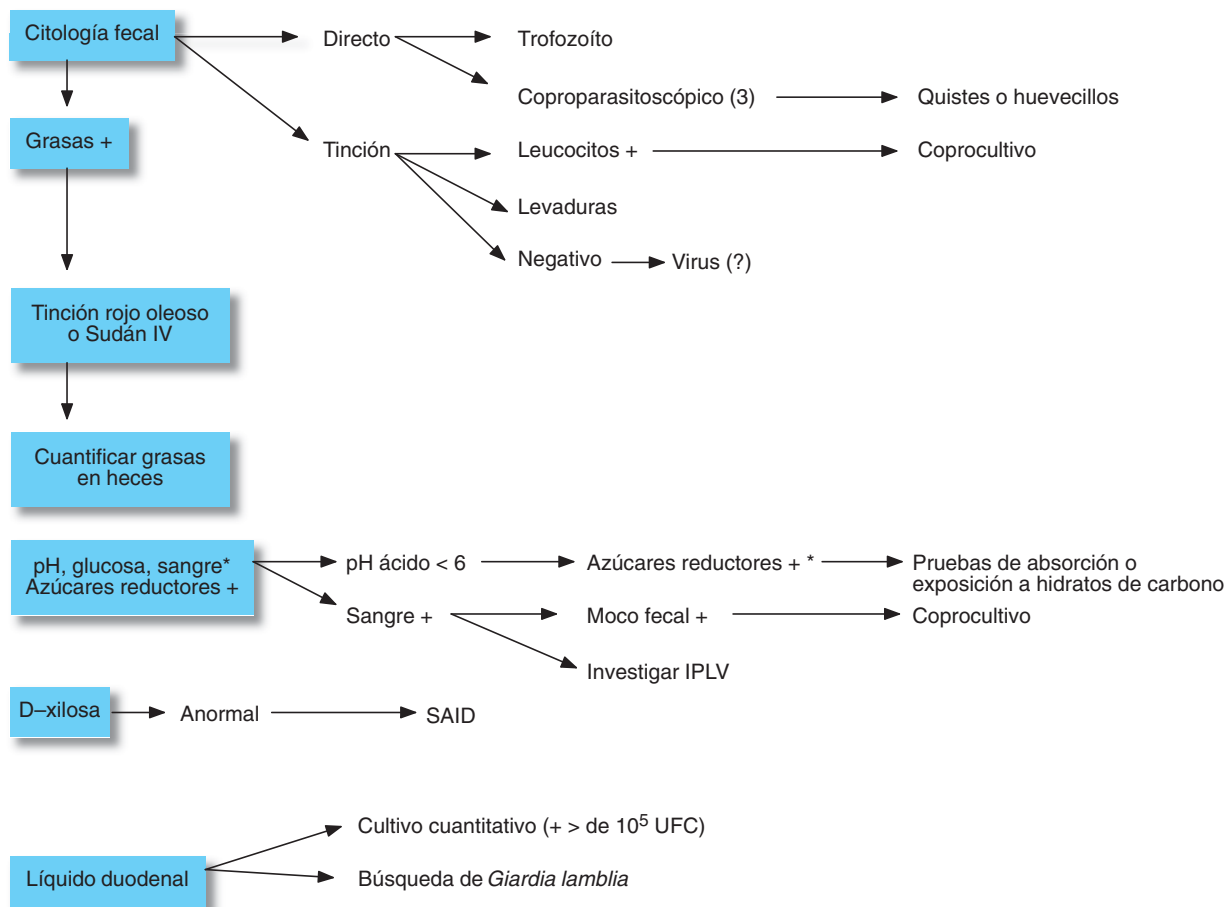 Citología fecal
Directo
Trofozoíto
Coproparasitoscópico (3)
Quistes o huevecillos
Grasas +
Tinción
Leucocitos +
Coprocultivo
Levaduras
Negativo
Virus (?)
Tinción rojo oleoso
o Sudán IV
Cuantificar grasas
en heces
pH, glucosa, sangre*
Azúcares reductores +
pH ácido < 6
Azúcares reductores + *
Pruebas de absorción o
exposición a hidratos de carbono
Sangre +
Moco fecal +
Coprocultivo
Investigar IPLV
D–xilosa
Anormal
SAID
Líquido duodenal
Cultivo cuantitativo (+ > de 10⁵ UFC)
Búsqueda de Giardia lamblia